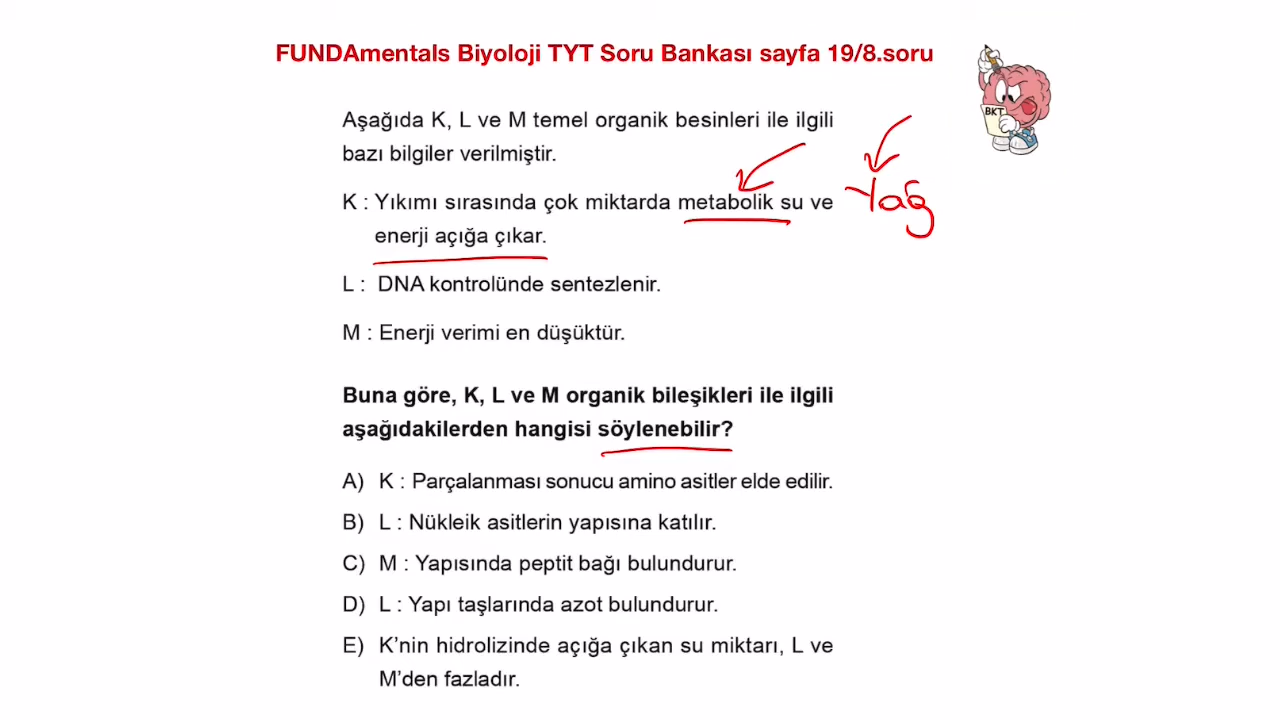 FUNDAmentals Biyoloji TYT Soru Bankası sayfa 19/8.soru
BKT
Aşağıda K, L ve M temel organik besinleri ile ilgili
bazı bilgiler verilmiştir.
K : Yıkımı sırasında çok miktarda metabolik su ve
Yağ
enerji açığa çıkar.
L : DNA kontrolünde sentezlenir.
M : Enerji verimi en düşüktür.
Buna göre, K, L ve M organik bileşikleri ile ilgili
aşağıdakilerden hangisi söylenebilir?
A) K : Parçalanması sonucu amino asitler elde edilir.
B) L : Nükleik asitlerin yapısına katılır.
C) M : Yapısında peptit bağı bulundurur.
D) L : Yapı taşlarında azot bulundurur.
E) K’nin hidrolizinde açığa çıkan su miktarı, L ve
M’den fazladır.